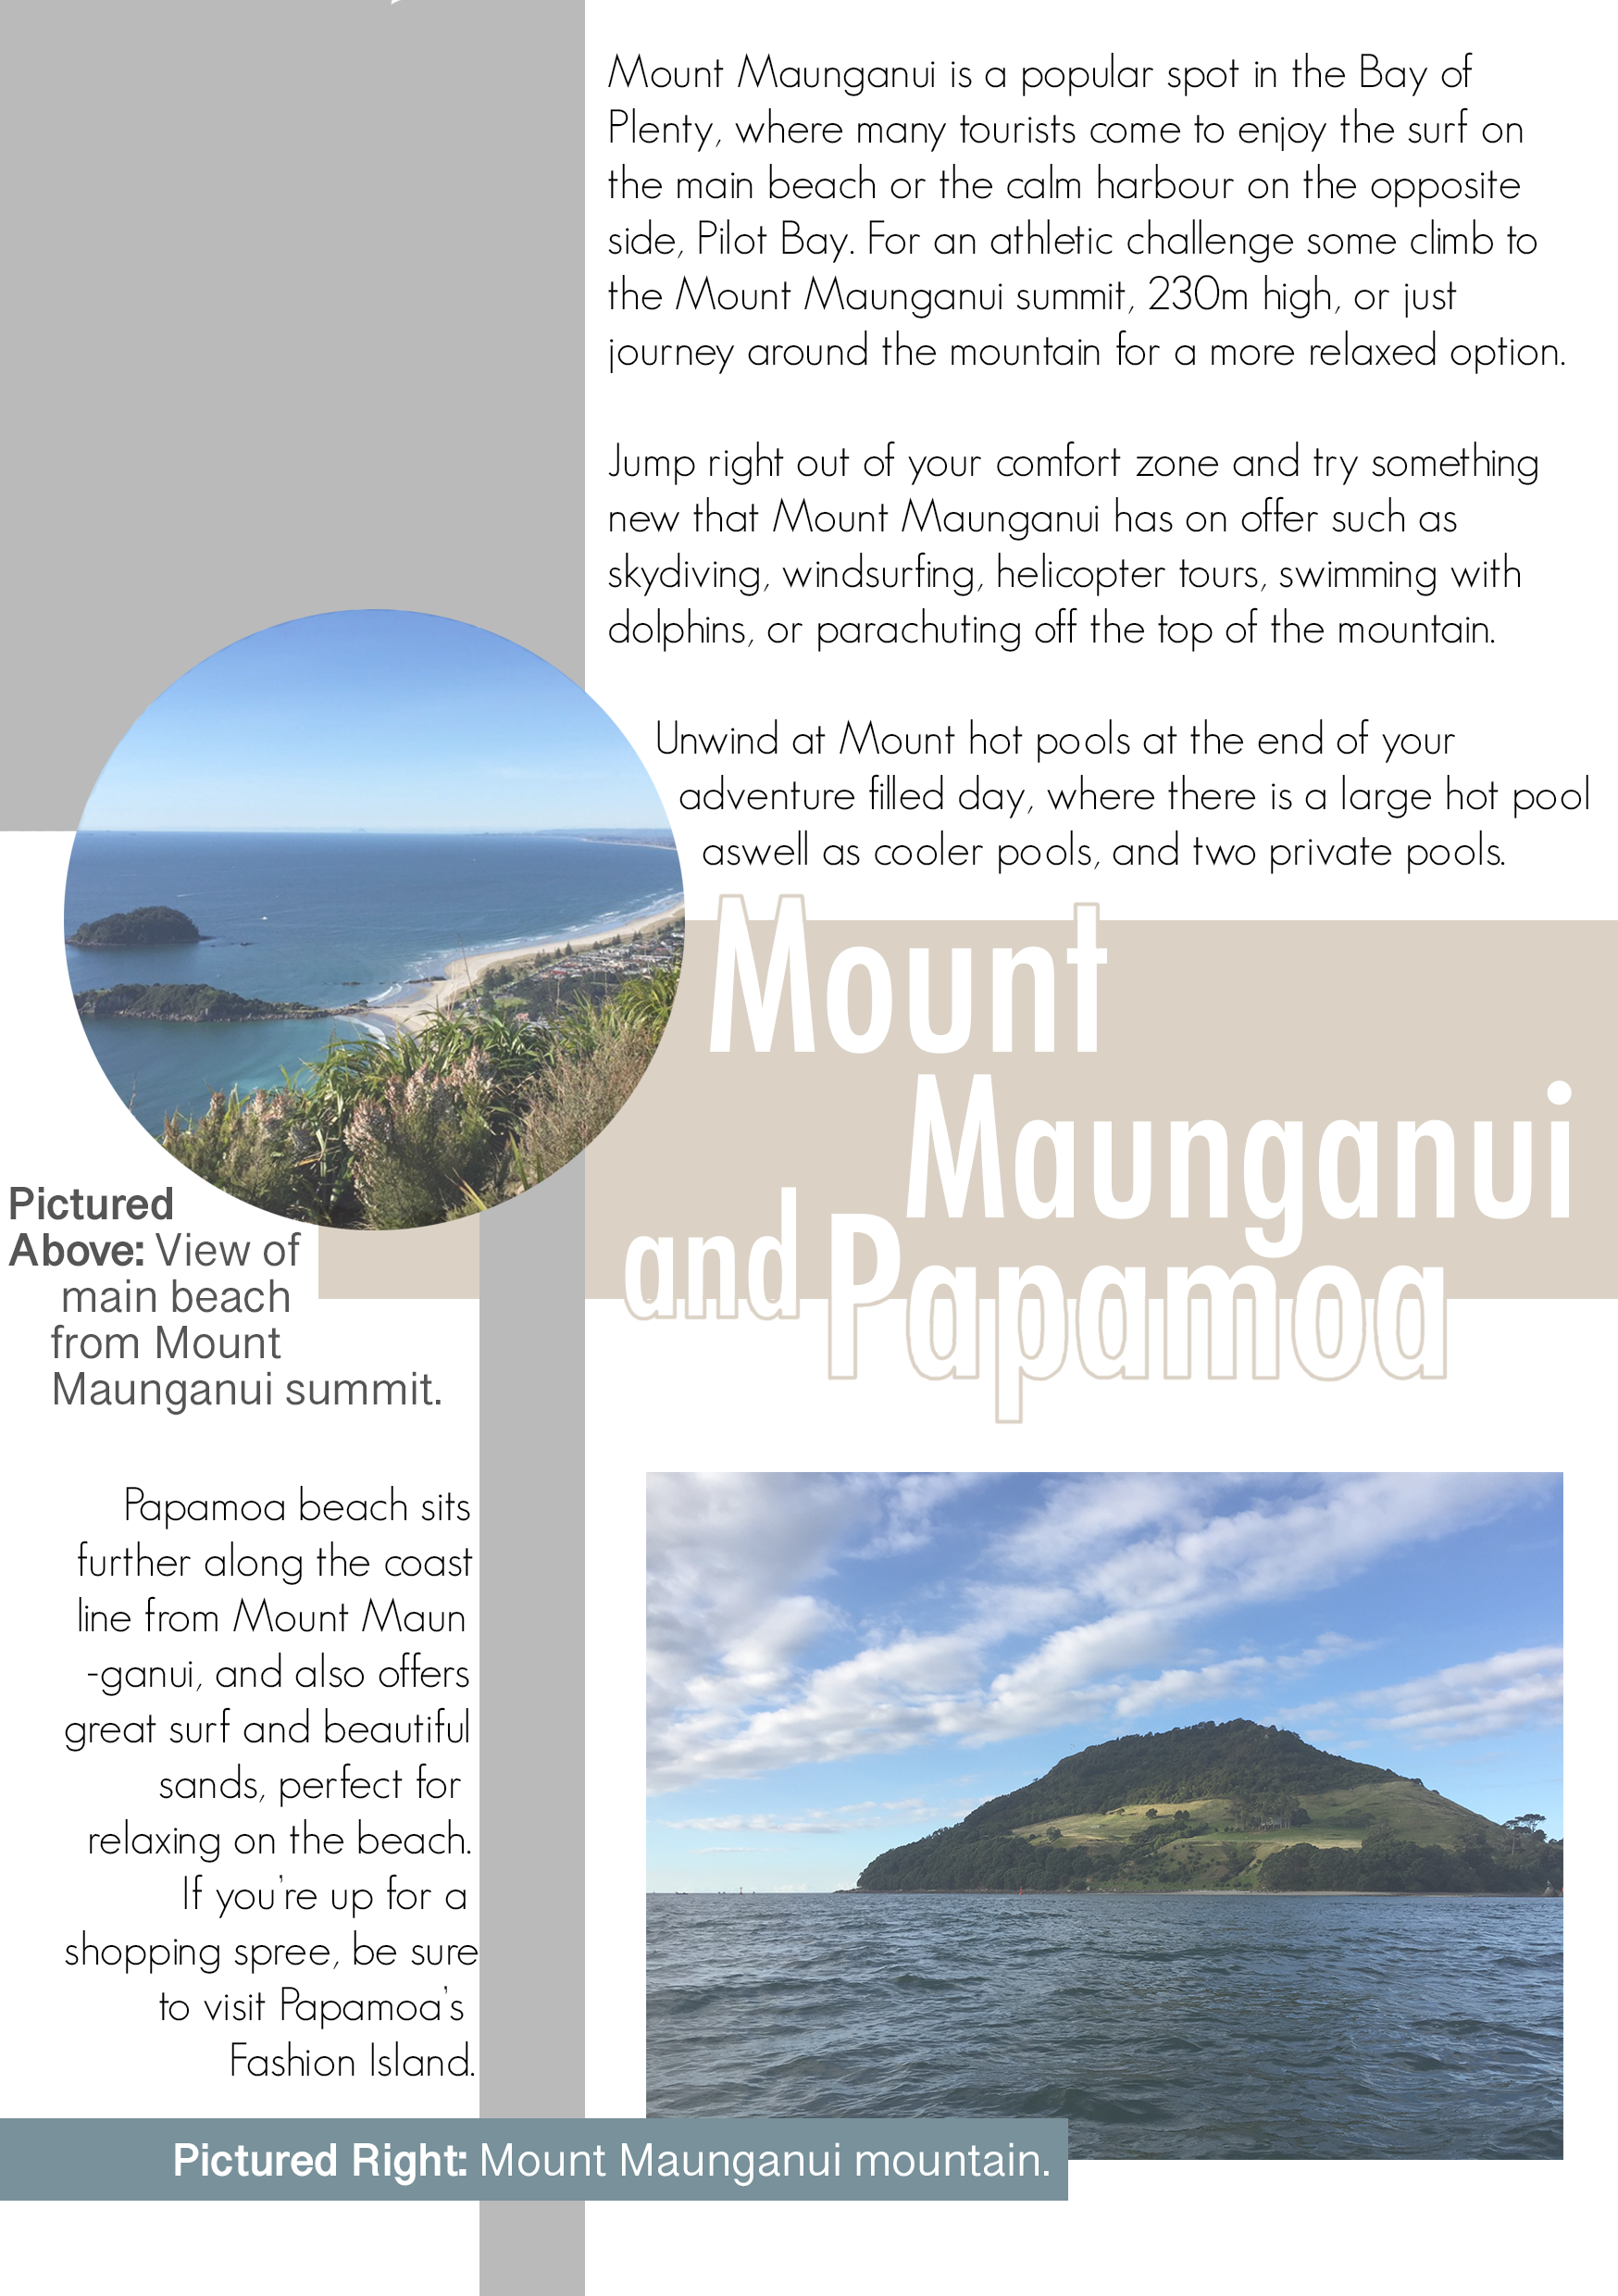 Mount Maunganui is a popular spot in the Bay of
Plenty, where many tourists come to enjoy the surf on
the main beach or the calm harbour on the opposite
side, Pilot Bay. For an athletic challenge some climb to
the Mount Maunganui summit, 230m high, or just
journey around the mountain for a more relaxed option.
Jump right out of your comfort zone and try something
new that Mount Maunganui has on offer such as
skydiving, windsurfing, helicopter tours, swimming with
dolphins, or parachuting off the top of the mountain.
Unwind at Mount hot pools at the end of your
adventure filled day, where there is a large hot pool
aswell as cooler pools, and two private pools.
Mount
Maunganui
and Papamoa
Pictured
Above: View of
main beach
from Mount
Maunganui summit.
Papamoa beach sits
further along the coast
line from Mount Maun
-ganui, and also offers
great surf and beautiful
sands, perfect for
relaxing on the beach.
If you're up for a
shopping spree, be sure
to visit Papamoa's
Fashion Island.
Pictured Right: Mount Maunganui mountain.